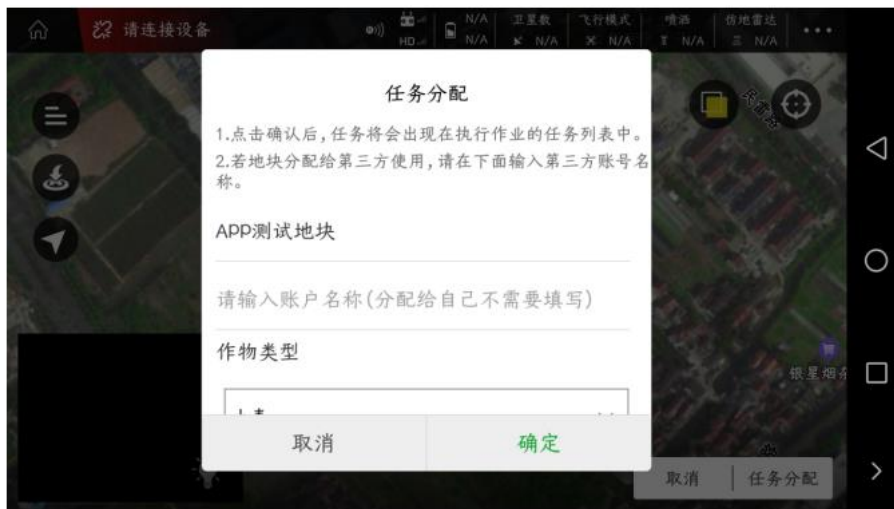 请连接设备
HD
N/A
N/A
卫星数
N/A
飞行模式
N/A
喷洒
N/A
仿地雷达
N/A
任务分配
1.点击确认后,任务将会出现在执行作业的任务列表中。
2.若地块分配给第三方使用,请在下面输入第三方账号名
称。
APP测试地块
请输入账户名称(分配给自己不需要填写)
作物类型
取消
确定
银星烟杂
取消
任务分配